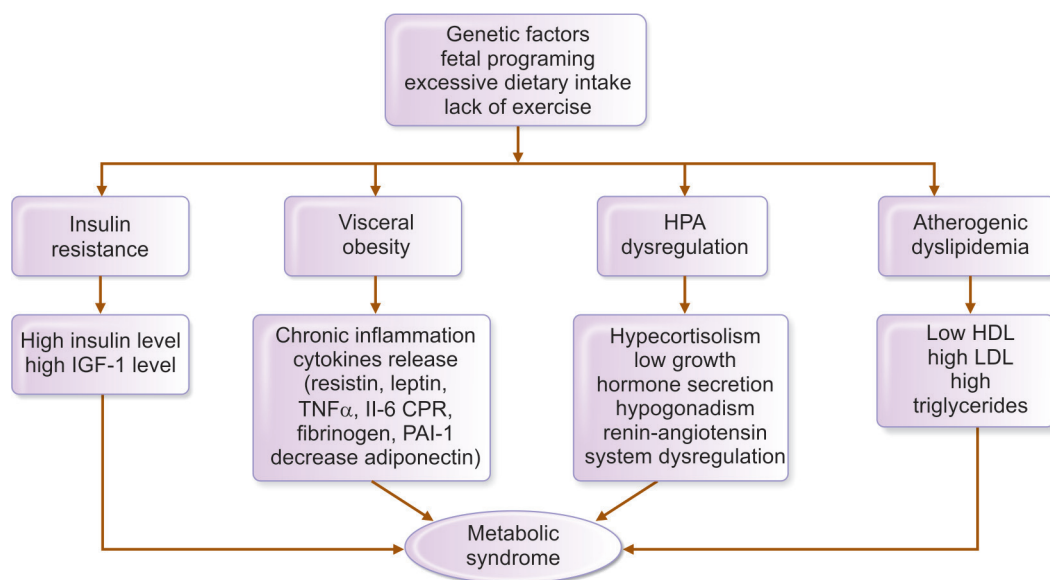 Genetic factors
fetal programing
excessive dietary intake
lack of exercise
Insulin
resistance
Visceral
obesity
HPA
dysregulation
Atherogenic
dyslipidemia
High insulin level
high IGF-1 level
Chronic inflammation
cytokines release
(resistin, leptin,
TNFα, II-6 CPR,
fibrinogen, PAI-1
decrease adiponectin)
Hypecortisolism
low growth
hormone secretion
hypogonadism
renin-angiotensin
system dysregulation
Low HDL
high LDL
high
triglycerides
Metabolic
syndrome